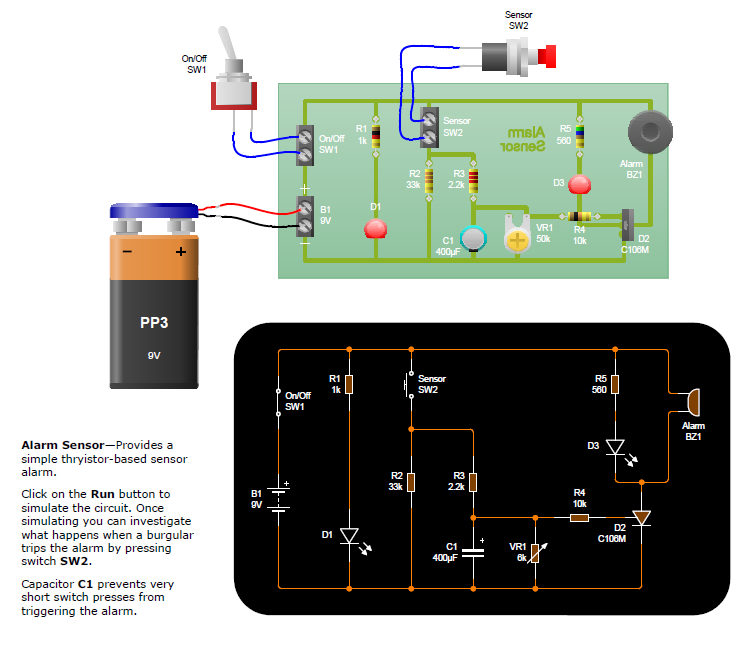 Sensor
SW2
On/Off
SW1
R1
1k
On/Off
SW1
Sensor
SW2
Alarm
Sensor
R5
560
R2
33k
R3
2.2k
D3
Alarm
BZ1
B1
9V
D1
C1
400µF
VR1
50k
R4
10k
D2
C106M
+
−
− +
PP3
9V
On/Off
SW1
R1
1k
Sensor
SW2
R5
560
Alarm
BZ1
D3
B1
9V
+
R2
33k
R3
2.2k
R4
10k
D2
C106M
D1
C1
400µF
+
VR1
6k
Alarm Sensor—Provides a
simple thryistor-based sensor
alarm.
Click on the Run button to
simulate the circuit. Once
simulating you can investigate
what happens when a burgular
trips the alarm by pressing
switch SW2.
Capacitor C1 prevents very
short switch presses from
triggering the alarm.